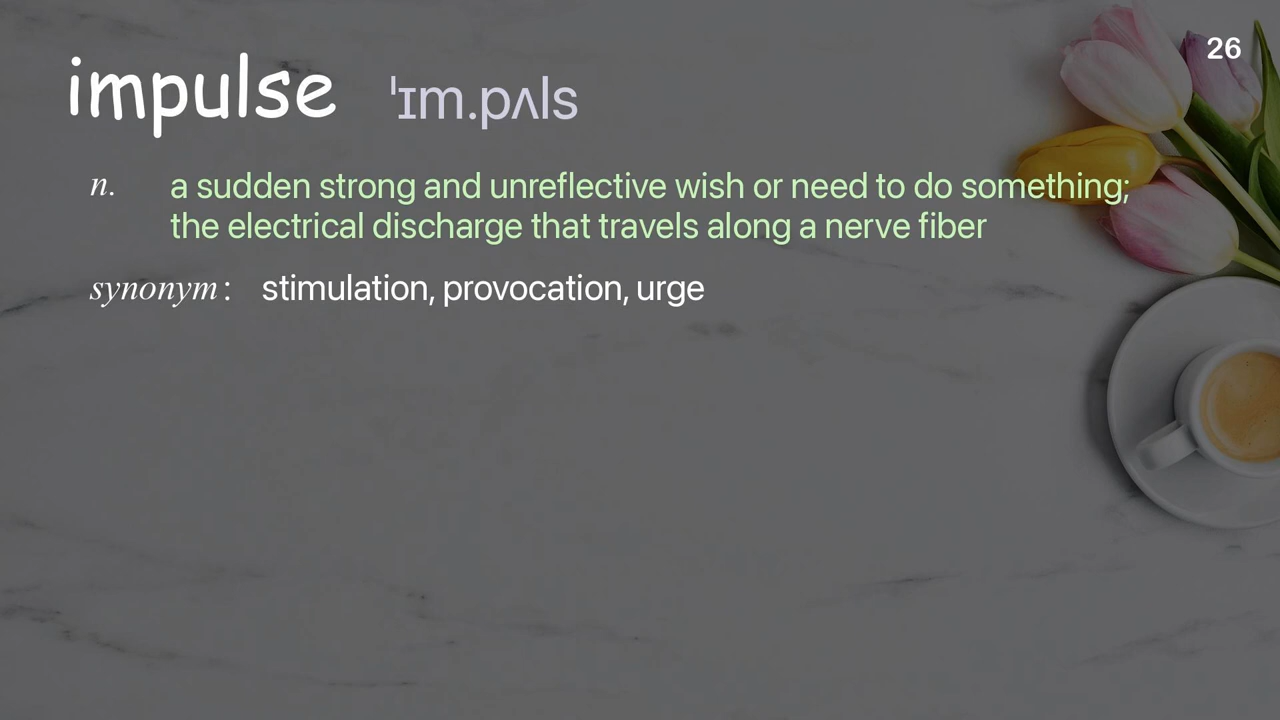 26
impulse ˈɪm.pʌls
n. a sudden strong and unreflective wish or need to do something;
the electrical discharge that travels along a nerve fiber
synonym: stimulation, provocation, urge